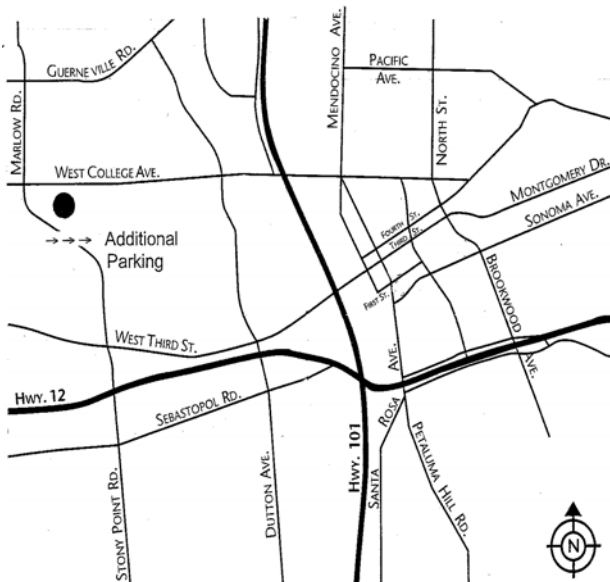 GUERNEVILLE RD.
MENDOCINO AVE.
PACIFIC
AVE.
MARLOW RD.
NORTH ST.
WEST COLLEGE AVE.
MONTGOMERY DR.
SONOMA AVE.
FOURTH ST.
THIRD ST.
Additional
Parking
FIRST ST.
BROOKWOOD AVE.
WEST THIRD ST.
HWY. 12
SEBASTOPOL RD.
SANTA ROSA AVE.
HWY. 101
PETALUMA HILL RD.
DUTTON AVE.
STONY POINT RD.
N